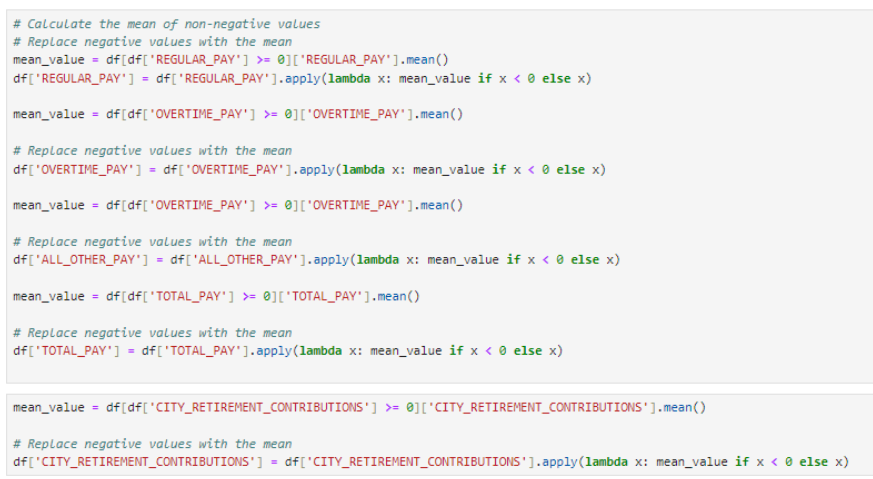 # Calculate the mean of non-negative values
# Replace negative values with the mean
mean_value = df[df['REGULAR_PAY'] >= 0]['REGULAR_PAY'].mean()
df['REGULAR_PAY'] = df['REGULAR_PAY'].apply(lambda x: mean_value if x < 0 else x)
mean_value = df[df['OVERTIME_PAY'] >= 0]['OVERTIME_PAY'].mean()
# Replace negative values with the mean
df['OVERTIME_PAY'] = df['OVERTIME_PAY'].apply(lambda x: mean_value if x < 0 else x)
mean_value = df[df['OVERTIME_PAY'] >= 0]['OVERTIME_PAY'].mean()
# Replace negative values with the mean
df['ALL_OTHER_PAY'] = df['ALL_OTHER_PAY'].apply(lambda x: mean_value if x < 0 else x)
mean_value = df[df['TOTAL_PAY'] >= 0]['TOTAL_PAY'].mean()
# Replace negative values with the mean
df['TOTAL_PAY'] = df['TOTAL_PAY'].apply(lambda x: mean_value if x < 0 else x)
mean_value = df[df['CITY_RETIREMENT_CONTRIBUTIONS'] >= 0]['CITY_RETIREMENT_CONTRIBUTIONS'].mean()
# Replace negative values with the mean
df['CITY_RETIREMENT_CONTRIBUTIONS'] = df['CITY_RETIREMENT_CONTRIBUTIONS'].apply(lambda x: mean_value if x < 0 else x)